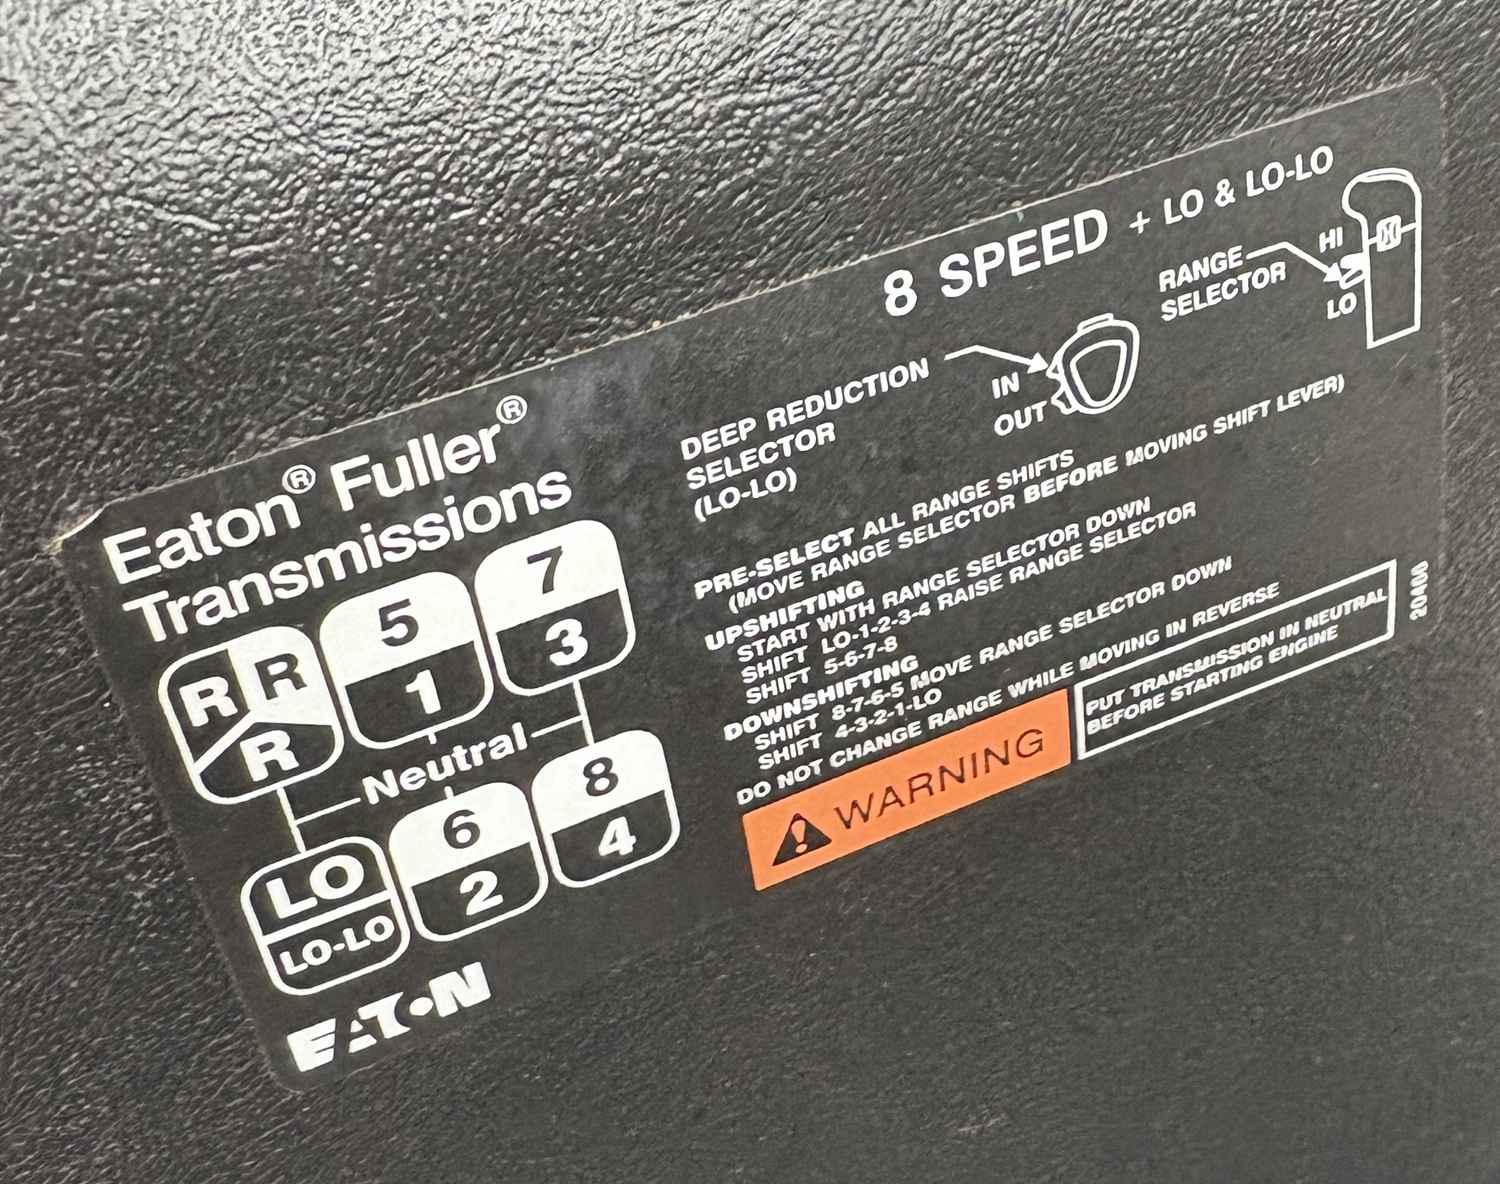 8 SPEED + LO & LO-LO
Eaton® Fuller®
Transmissions
R R
R
5
1
7
3
Neutral
LO
LO-LO
6
2
8
4
EATON
DEEP REDUCTION
SELECTOR
(LO-LO)
IN
OUT
RANGE
SELECTOR
HI
LO
PRE-SELECT ALL RANGE SHIFTS
(MOVE RANGE SELECTOR BEFORE MOVING SHIFT LEVER)
UPSHIFTING
START WITH RANGE SELECTOR DOWN
SHIFT LO-1-2-3-4 RAISE RANGE SELECTOR
SHIFT 5-6-7-8
DOWNSHIFTING
SHIFT 8-7-6-5 MOVE RANGE SELECTOR DOWN
SHIFT 4-3-2-1-LO
DO NOT CHANGE RANGE WHILE MOVING IN REVERSE
WARNING
PUT TRANSMISSION IN NEUTRAL
BEFORE STARTING ENGINE